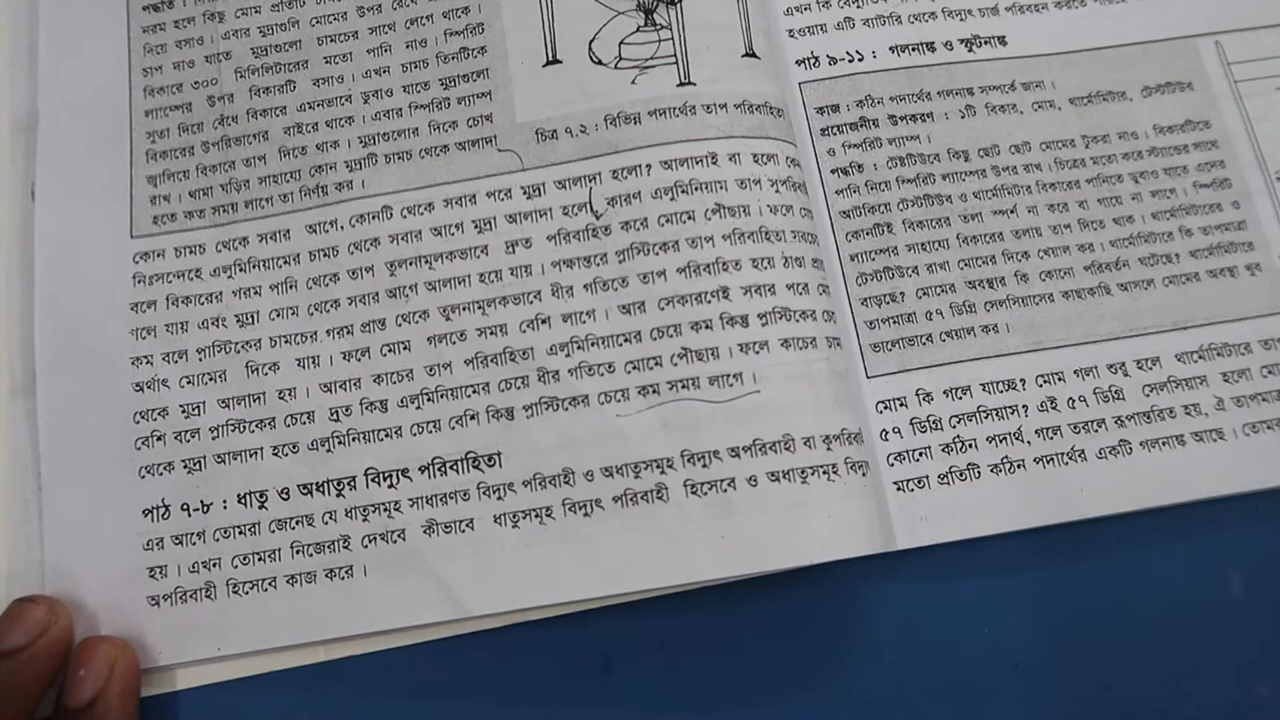 গরম হলে কিছু মোম প্রতিটি
নিয়ে বসাও। এবার মুদ্রাগুলি মোমের উপর রেখে
চাপ দাও যাতে মুদ্রাগুলো চামচের সাথে লেগে থাকে।
বিকারে ৩০০ মিলিলিটারের মতো পানি নাও। স্পিরিট
ল্যাম্পের উপর বিকারটি বসাও। এখন চামচ তিনটিকে
সুতা দিয়ে বেঁধে বিকারে এমনভাবে ডুবাও যাতে মুদ্রাগুলো
বিকারের উপরিভাগের বাইরে থাকে। এবার স্পিরিট ল্যাম্প
জ্বালিয়ে বিকারে তাপ দিতে থাক। মুদ্রাগুলোর দিকে চোখ
রাখ। থামা ঘড়ির সাহায্যে কোন মুদ্রাটি চামচ থেকে আলাদা
হতে কত সময় লাগে তা নির্ণয় কর।
চিত্র ৭.২ : বিভিন্ন পদার্থের তাপ পরিবাহিতা
কোন চামচ থেকে সবার আগে, কোনটি থেকে সবার পরে মুদ্রা আলাদা হলো? আলাদাই বা হলো
নিঃসন্দেহে এলুমিনিয়ামের চামচ থেকে সবার আগে মুদ্রা আলাদা হলো কারণ এলুমিনিয়াম তাপ
বলে বিকারের গরম পানি থেকে তাপ তুলনামূলকভাবে দ্রুত পরিবাহিত করে মোমে পৌছায়। ফলে
গলে যায় এবং মুদ্রা মোম থেকে সবার আগে আলাদা হয়ে যায়। পক্ষান্তরে প্লাস্টিকের তাপ পরিবাহিতা
কম বলে প্লাস্টিকের চামচের গরম প্রান্ত থেকে তুলনামূলকভাবে ধীর গতিতে তাপ পরিবাহিত হয়ে ঠাণ্ডা
অর্থাৎ মোমের দিকে যায়। ফলে মোম গলতে সময় বেশি লাগে। আর সেকারণেই সবার পরে
থেকে মুদ্রা আলাদা হয়। আবার কাচের তাপ পরিবাহিতা এলুমিনিয়ামের চেয়ে কম কিন্তু প্লাস্টিকের
বেশি বলে প্লাস্টিকের চেয়ে দ্রুত কিন্তু এলুমিনিয়ামের চেয়ে ধীর গতিতে মোমে পৌছায়। ফলে কাচের
থেকে মুদ্রা আলাদা হতে এলুমিনিয়ামের চেয়ে বেশি কিন্তু প্লাস্টিকের চেয়ে কম সময় লাগে।
পাঠ ৭-৮ : ধাতু ও অধাতুর বিদ্যুৎ পরিবাহিতা
এর আগে তোমরা জেনেছ যে ধাতুসমূহ সাধারণত বিদ্যুৎ পরিবাহী ও অধাতুসমূহ বিদ্যুৎ অপরিবাহী বা
হয়। এখন তোমরা নিজেরাই দেখবে কীভাবে ধাতুসমূহ বিদ্যুৎ পরিবাহী হিসেবে ও অধাতুসমূহ
অপরিবাহী হিসেবে কাজ করে।
হওয়ায় এটি ব্যাটারি থেকে বিদ্যুৎ চার্জ পরিবহন করতে
পাঠ ৯-১১ : গলনাঙ্ক ও স্ফুটনাঙ্ক
কাজ : কঠিন পদার্থের গলনাঙ্ক সম্পর্কে জানা।
প্রয়োজনীয় উপকরণ : ১টি বিকার, মোম, থার্মোমিটার, টেস্টটিউব
ও স্পিরিট ল্যাম্প।
পদ্ধতি : টেস্টটিউবে কিছু ছোট ছোট মোমের টুকরা নাও। বিকারটিতে
পানি নিয়ে স্পিরিট ল্যাম্পের উপর রাখ। চিত্রের মতো করে স্ট্যান্ডের সাথে
আটকিয়ে টেস্টটিউব ও থার্মোমিটার বিকারের পানিতে ডুবাও যাতে এদের
কোনটিই বিকারের তলা স্পর্শ না করে বা গায়ে না লাগে। স্পিরিট
ল্যাম্পের সাহায্যে বিকারের তলায় তাপ দিতে থাক। থার্মোমিটার ও
টেস্টটিউবে রাখা মোমের দিকে খেয়াল কর। থার্মোমিটারে কি তাপমাত্রা
বাড়ছে? মোমের অবস্থার কি কোনো পরিবর্তন ঘটেছে? থার্মোমিটারে
তাপমাত্রা ৫৭ ডিগ্রি সেলসিয়াসের কাছাকাছি আসলে মোমের অবস্থা খুব
ভালোভাবে খেয়াল কর।
মোম কি গলে যাচ্ছে? মোম গলা শুরু হলে থার্মোমিটারে
৫৭ ডিগ্রি সেলসিয়াস? এই ৫৭ ডিগ্রি সেলসিয়াস হলো
কোনো কঠিন পদার্থ, গলে তরলে রূপান্তরিত হয়, ঐ
মতো প্রতিটি কঠিন পদার্থের একটি গলনাঙ্ক আছে।